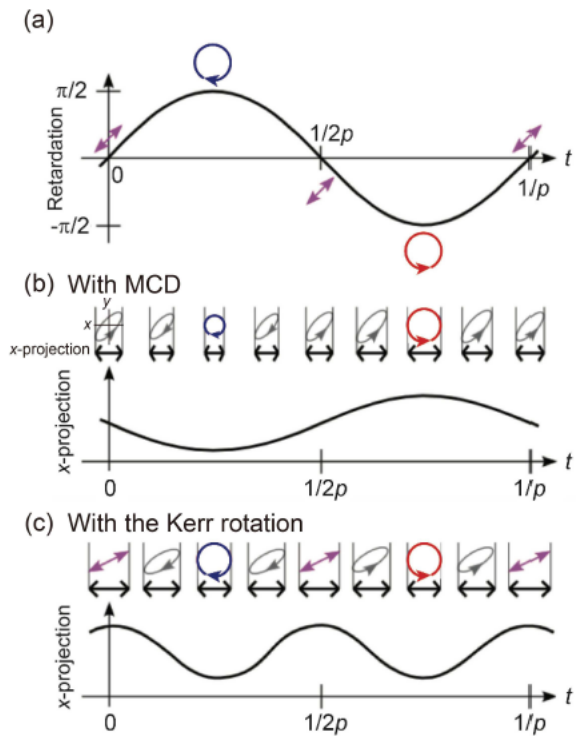 (a)
Retardation
π/2
-π/2
0
1/2p
1/p
t
(b) With MCD
y
x
x-projection
x-projection
0
1/2p
1/p
t
(c) With the Kerr rotation
x-projection
0
1/2p
1/p
t